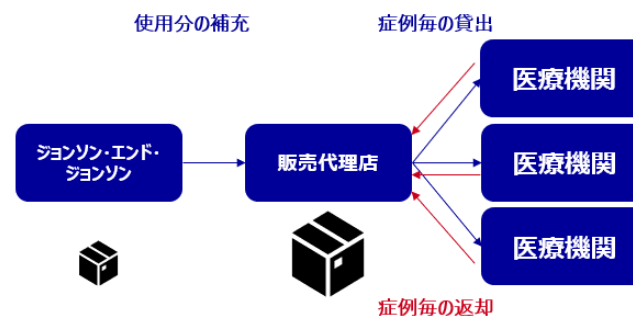 使用分の補充
症例毎の貸出
医療機関
ジョンソン・エンド・
ジョンソン
販売代理店
医療機関
医療機関
症例毎の返却